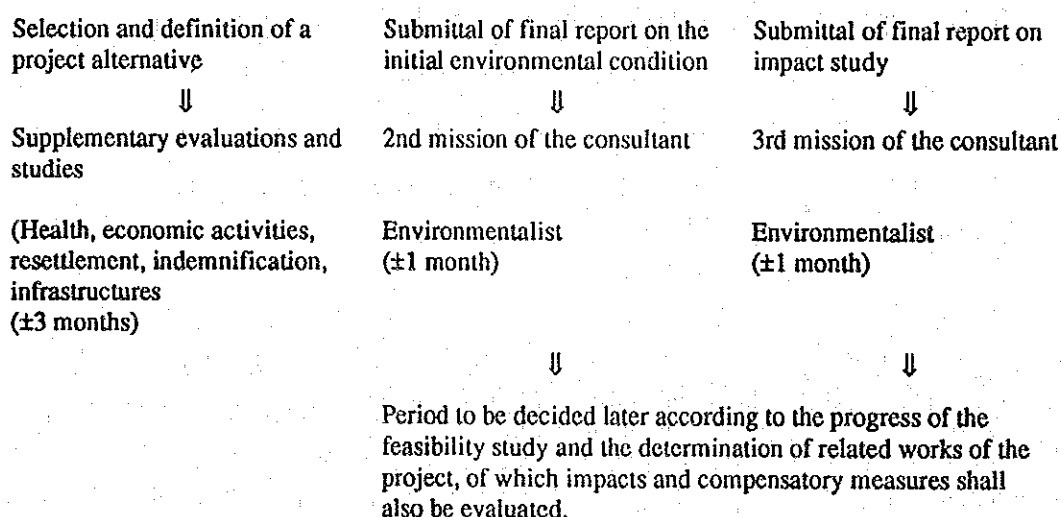 Selection and definition of a
project alternative
⇓
Supplementary evaluations and
studies
(Health, economic activities,
resettlement, indemnification,
infrastructures
(±3 months)
Submittal of final report on the
initial environmental condition
⇓
2nd mission of the consultant
Environmentalist
(±1 month)
⇓
Submittal of final report on
impact study
⇓
3rd mission of the consultant
Environmentalist
(±1 month)
⇓
Period to be decided later according to the progress of the
feasibility study and the determination of related works of the
project, of which impacts and compensatory measures shall
also be evaluated.